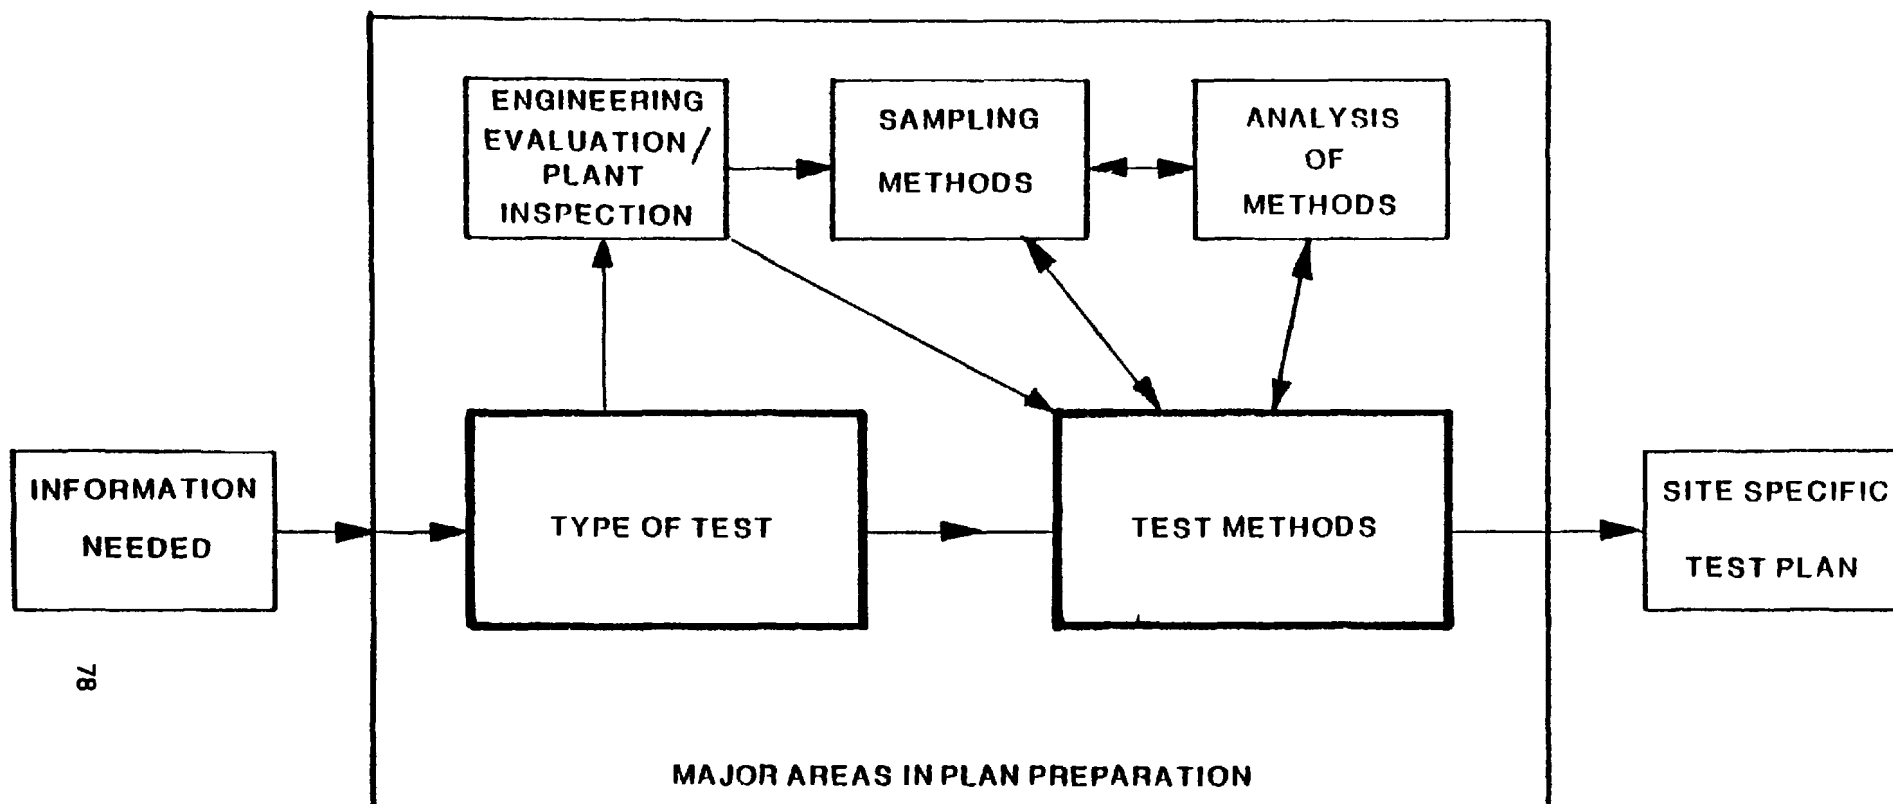 ENGINEERING
EVALUATION/
PLANT
INSPECTION
SAMPLING
METHODS
ANALYSIS
OF
METHODS
INFORMATION
NEEDED
TYPE OF TEST
TEST METHODS
SITE SPECIFIC
TEST PLAN
78
MAJOR AREAS IN PLAN PREPARATION